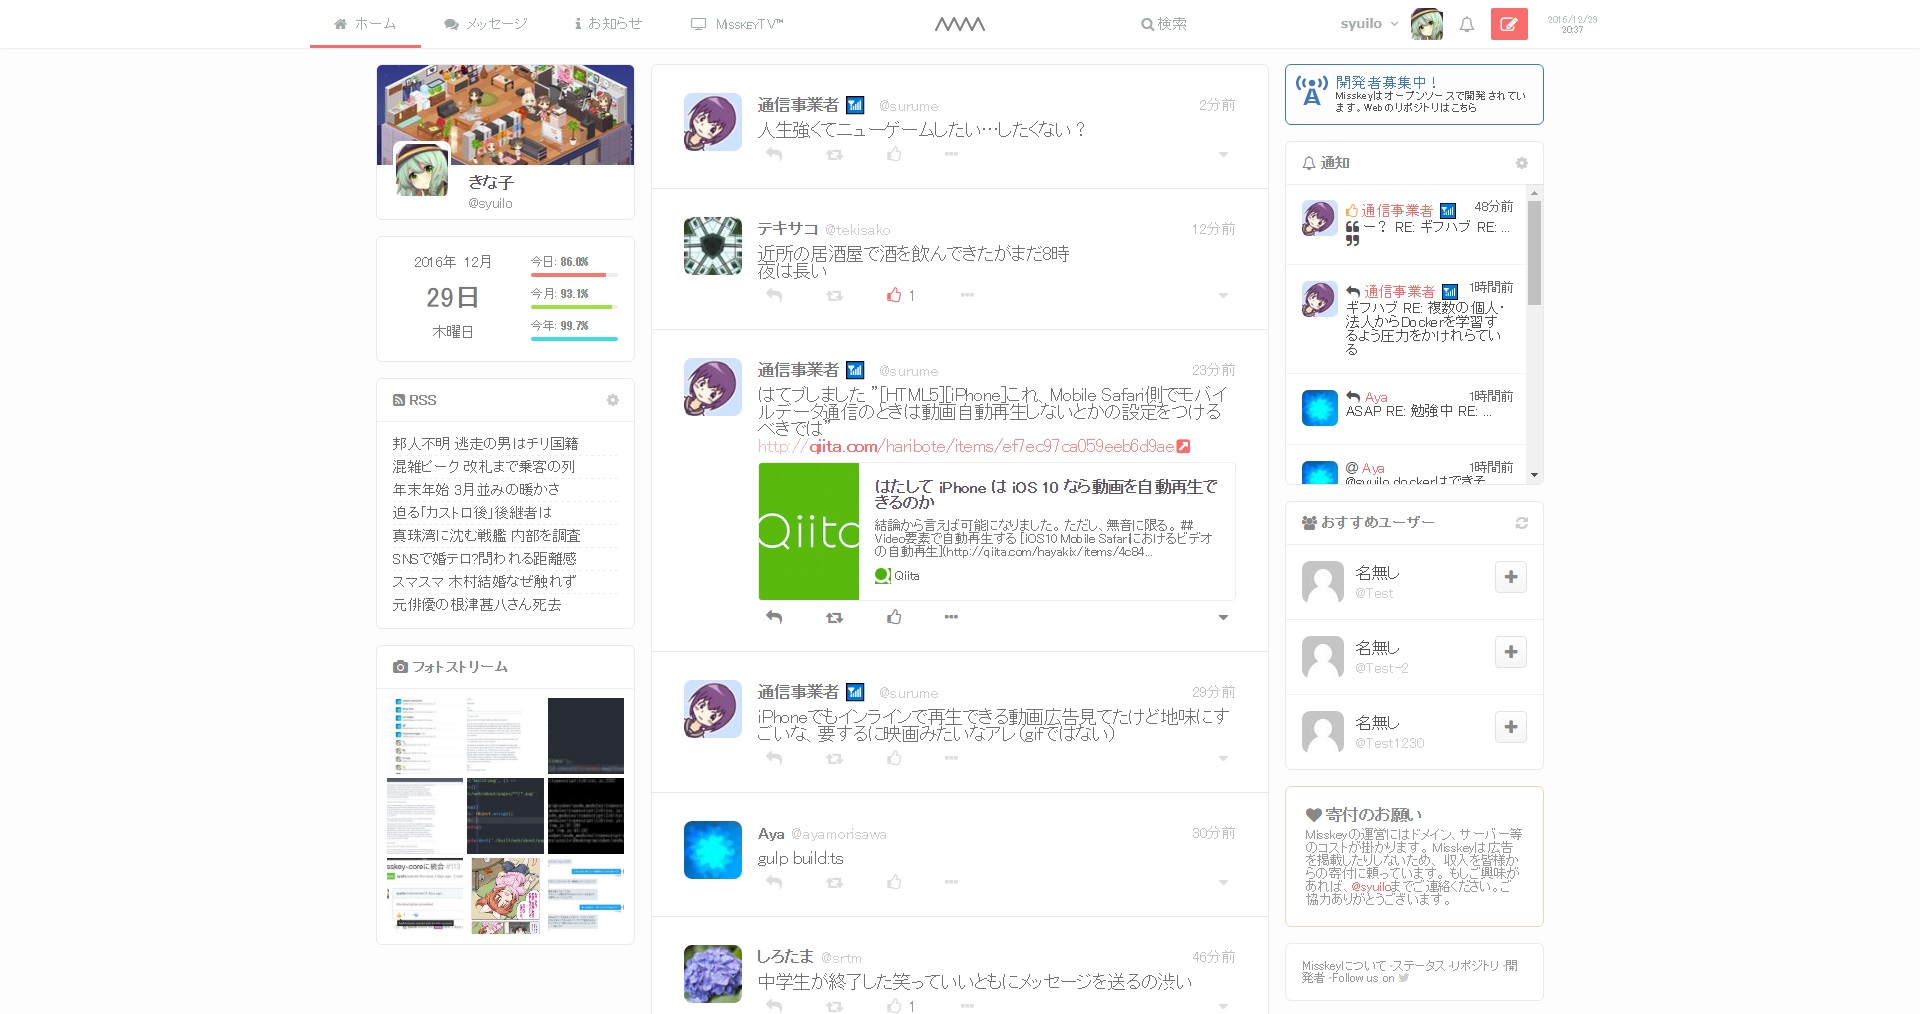 ホーム
メッセージ
お知らせ
MisskeyTV™
検索
syuilo
2016/12/29
20:37
きな子
@syuilo
2016年 12月
29日
木曜日
今日: 86.0%
今月: 93.1%
今年: 99.7%
RSS
邦人不明 逃走の男はチリ国籍
混雑ピーク 改札まで乗客の列
年末年始 3月並みの暖かさ
迫る「カストロ後」後継者は
真珠湾に沈む戦艦 内部を調査
SNSで婚テロ?問われる距離感
スマスマ 木村結婚なぜ触れず
元俳優の根津甚八さん死去
フォトストリーム
通信事業者 @surume 2分前
人生強くてニューゲームしたい…したくない？
テキサコ @tekisako 12分前
近所の居酒屋で酒を飲んできたがまだ8時
夜は長い
1
通信事業者 @surume 23分前
はてブしました ”[HTML5][iPhone]これ、Mobile Safari側でモバイ
ルデータ通信のときは動画自動再生しないとかの設定をつける
べきでは”
http://qiita.com/haribote/items/ef7ec97ca059eeb6d9ae
Qiita
はたして iPhone は iOS 10 なら動画を自動再生で
きるのか
結論から言えば可能になりました。ただし、無音に限る。 ##
Video要素で自動再生する [iOS10 Mobile Safariにおけるビデオ
の自動再生](http://qiita.com/hayakix/items/4c84...
Qiita
通信事業者 @surume 29分前
iPhoneでもインラインで再生できる動画広告見てたけど地味にす
ごいな、要するに映画みたいなアレ（gifではない）
Aya @ayamorisawa 30分前
gulp build:ts
しろたま @srtm 46分前
中学生が終了した笑っていいともにメッセージを送るの渋い
1
開発者募集中！
Misskeyはオープンソースで開発されてい
ます。Webのリポジトリはこちら
通知
通信事業者 48分前
ー？ RE: ギフハブ RE: ...
通信事業者 1時間前
ギフハブ RE: 複数の個人・
法人からDockerを学習す
るよう圧力をかけれらてい
る
Aya 1時間前
ASAP RE: 勉強中 RE: ...
@ Aya 1時間前
@syuilo dockerはできそ
おすすめユーザー
名無し
@Test
名無し
@Test-2
名無し
@Test1230
寄付のお願い
Misskeyの運営にはドメイン、サーバー等
のコストが掛かります。Misskeyは広告
を掲載したりしないため、収入を皆様か
らの寄付に頼っています。もしご興味が
あれば、@syuiloまでご連絡ください。ご
協力ありがとうございます。
Misskeyについて・ステータス・リポジトリ・開
発者・Follow us on